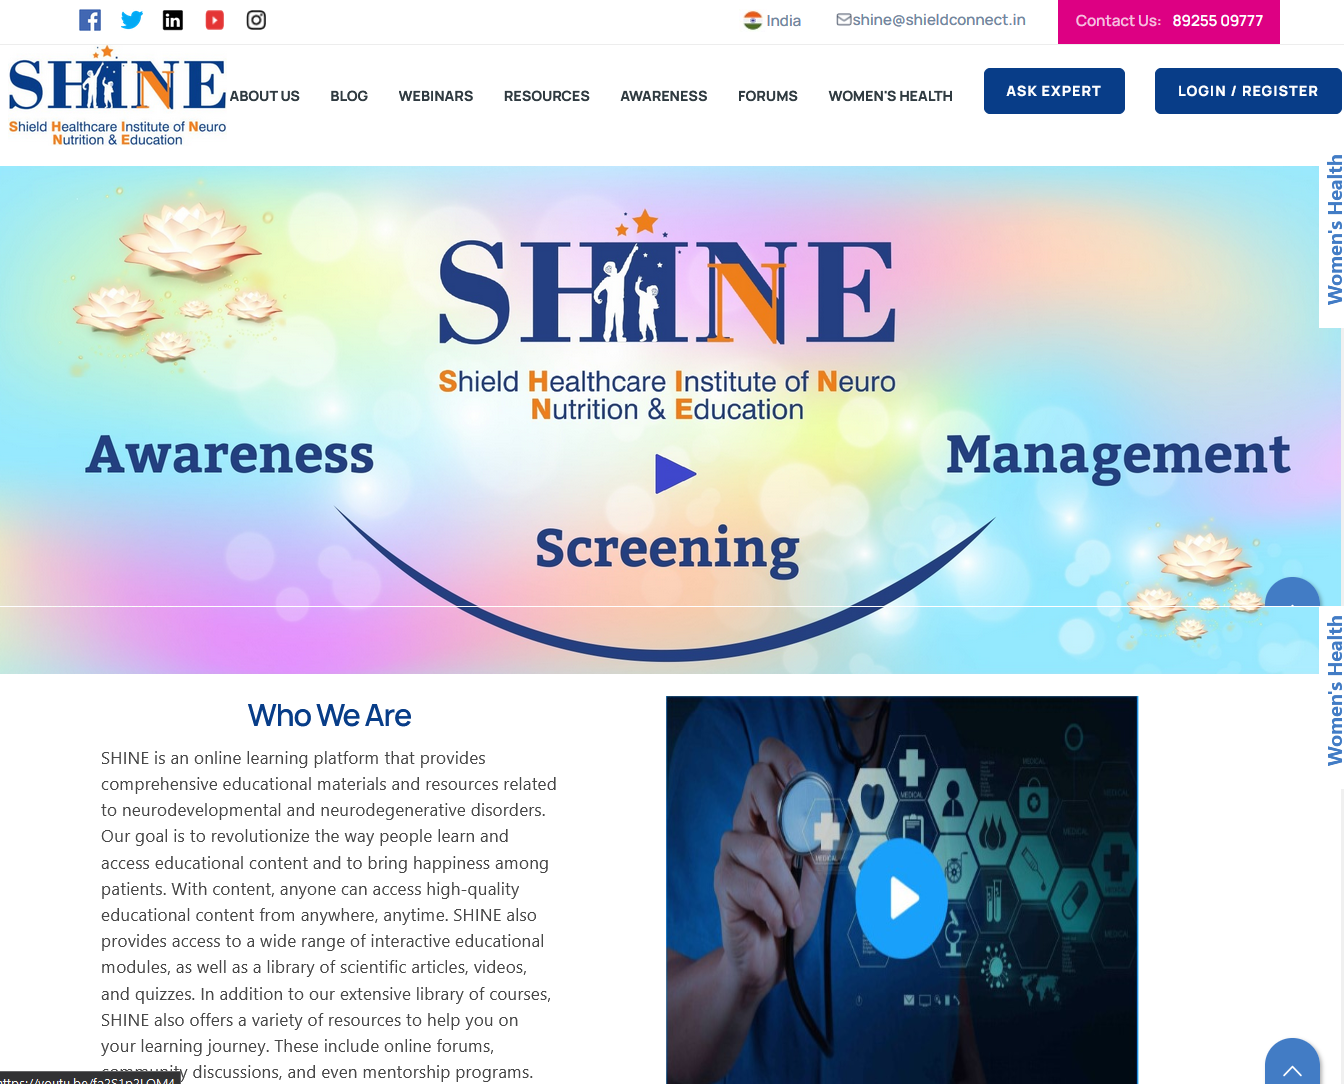 India
shine@shieldconnect.in
Contact Us: 89255 09777
SHINE
Shield Healthcare Institute of Neuro
Nutrition & Education
ABOUT US
BLOG
WEBINARS
RESOURCES
AWARENESS
FORUMS
WOMEN'S HEALTH
ASK EXPERT
LOGIN / REGISTER
Women's Health
SHINE
Shield Healthcare Institute of Neuro
Nutrition & Education
Awareness
Management
Screening
Women's Health
Who We Are
SHINE is an online learning platform that provides
comprehensive educational materials and resources related
to neurodevelopmental and neurodegenerative disorders.
Our goal is to revolutionize the way people learn and
access educational content and to bring happiness among
patients. With content, anyone can access high-quality
educational content from anywhere, anytime. SHINE also
provides access to a wide range of interactive educational
modules, as well as a library of scientific articles, videos,
and quizzes. In addition to our extensive library of courses,
SHINE also offers a variety of resources to help you on
your learning journey. These include online forums,
community discussions, and even mentorship programs.
MEDICAL
MEDICAL
MEDICAL
MEDICAL
MEDICAL
MEDICAL